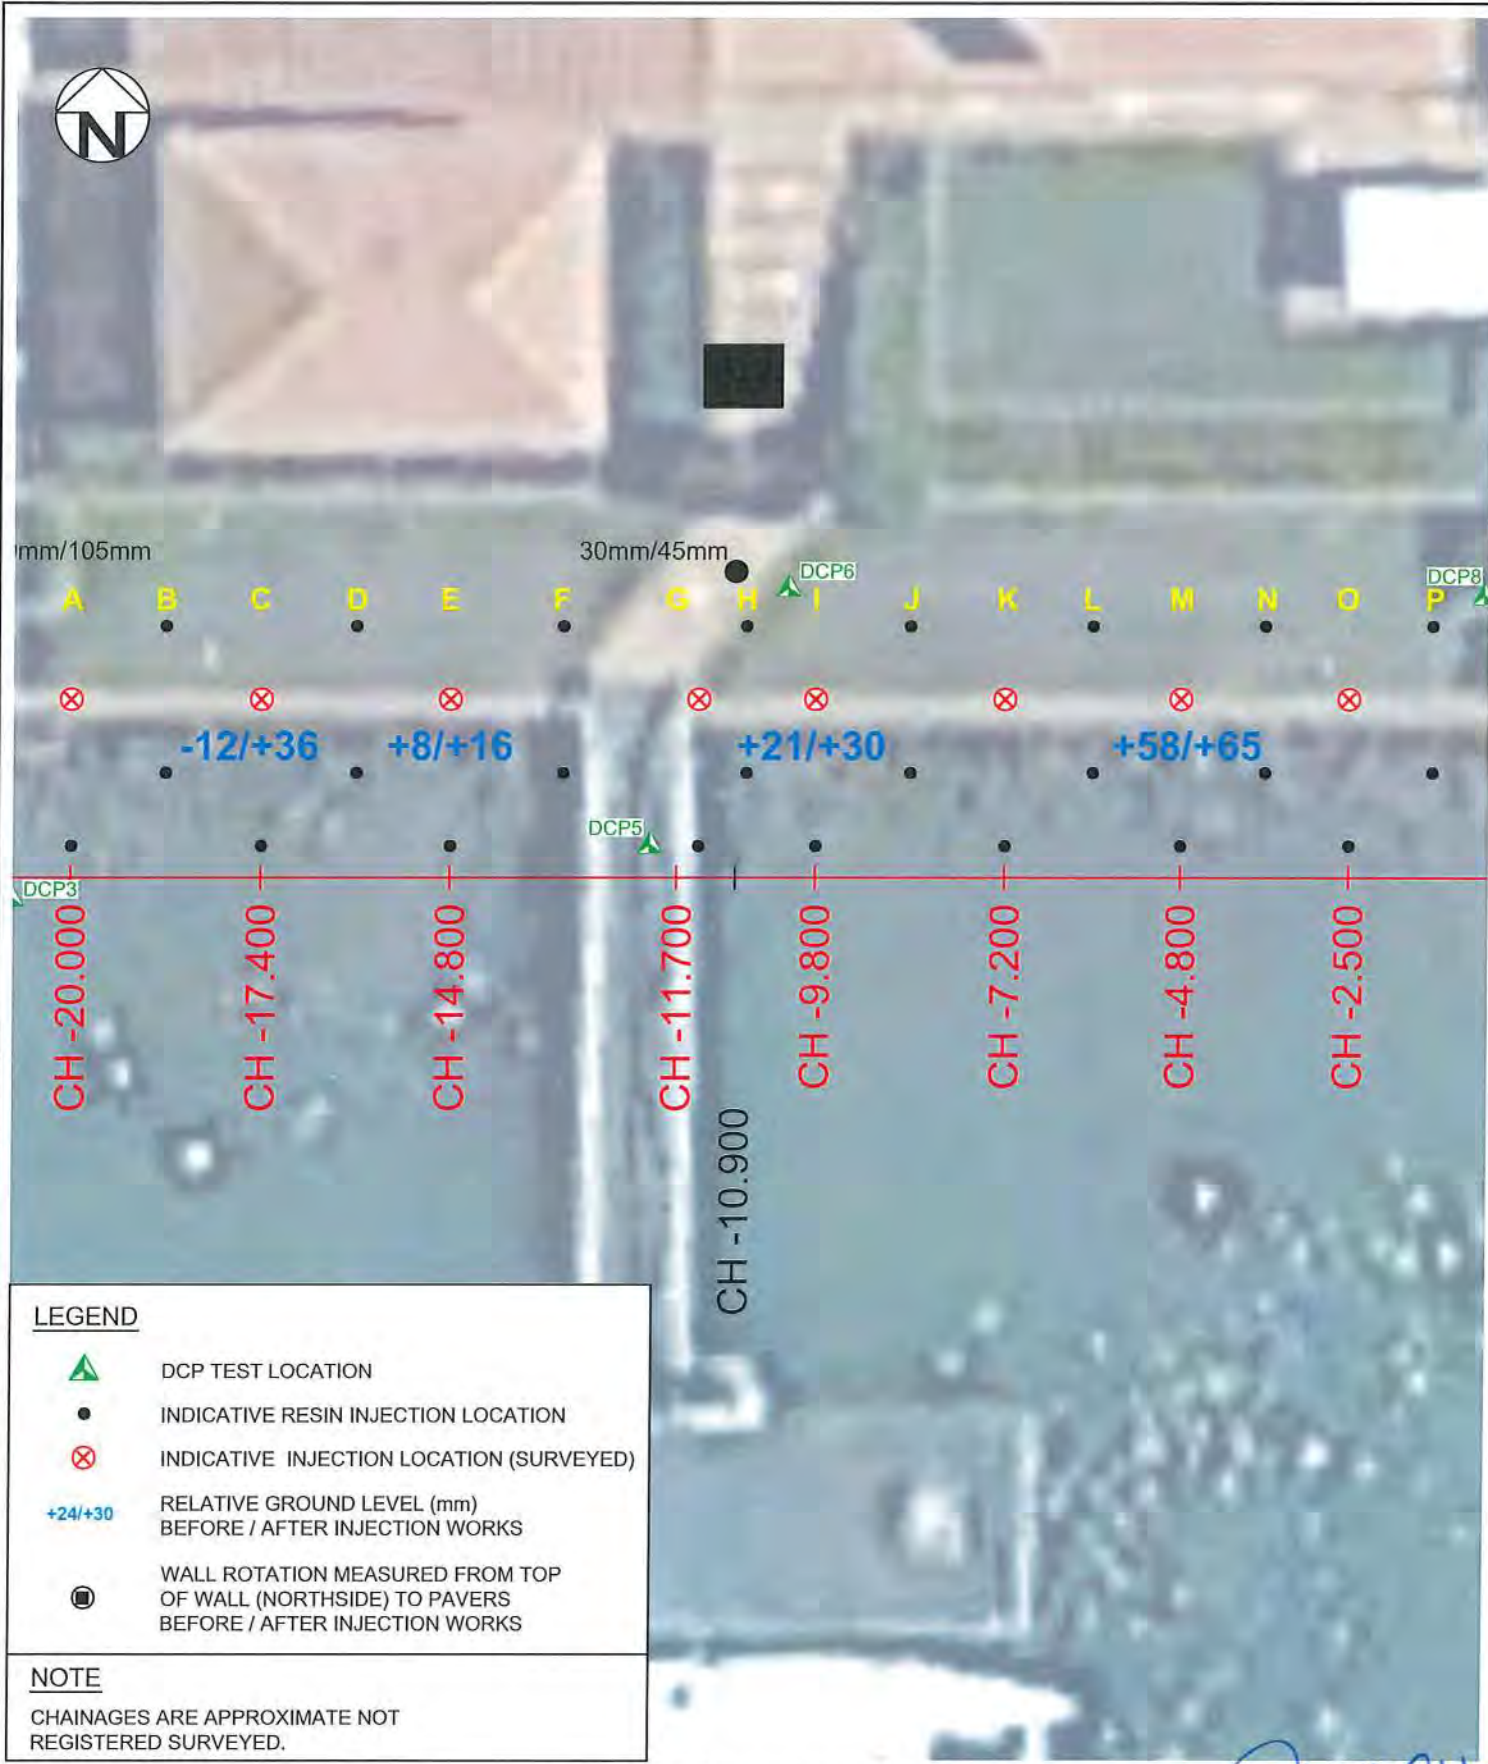 N
mm/105mm
30mm/45mm
DCP6
DCP8
A B C D E F G H I J K L M N O P
-12/+36 +8/+16 +21/+30 +58/+65
DCP5
DCP3
CH -20.000
CH -17.400
CH -14.800
CH -11.700
CH -10.900
CH -9.800
CH -7.200
CH -4.800
CH -2.500
LEGEND
DCP TEST LOCATION
INDICATIVE RESIN INJECTION LOCATION
INDICATIVE INJECTION LOCATION (SURVEYED)
+24/+30
RELATIVE GROUND LEVEL (mm)
BEFORE / AFTER INJECTION WORKS
WALL ROTATION MEASURED FROM TOP
OF WALL (NORTHSIDE) TO PAVERS
BEFORE / AFTER INJECTION WORKS
NOTE
CHAINAGES ARE APPROXIMATE NOT
REGISTERED SURVEYED.